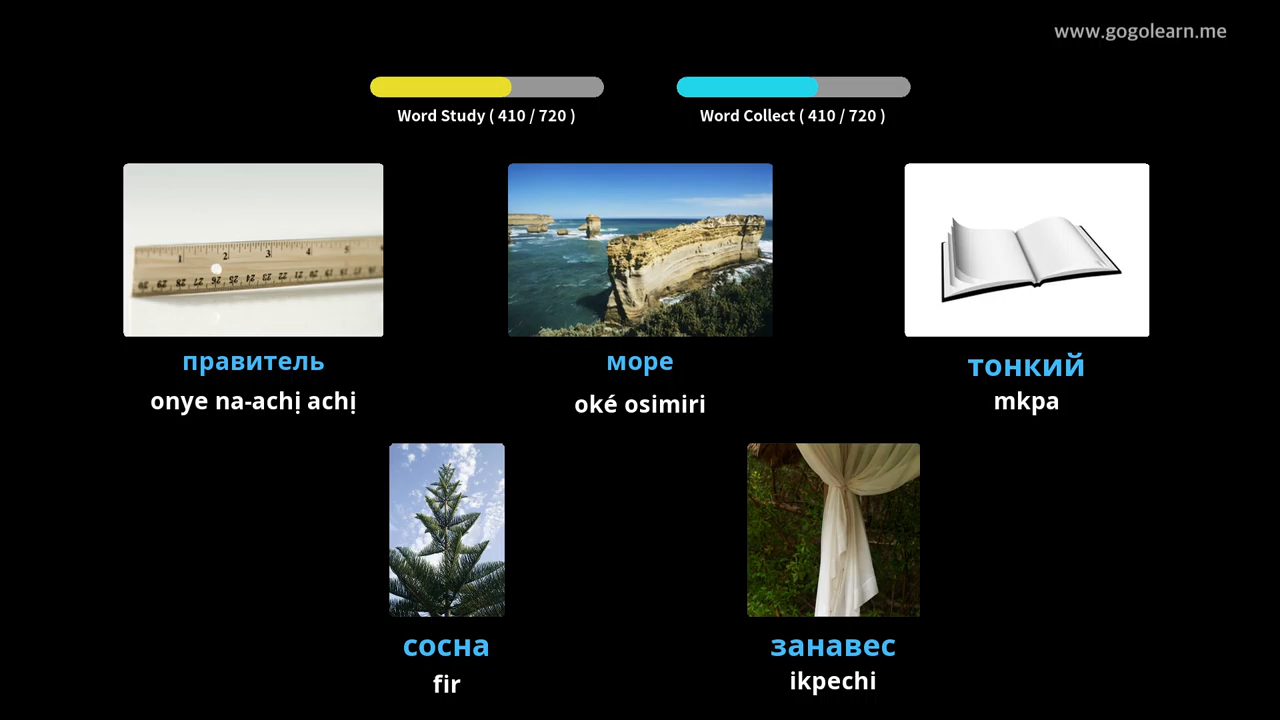 www.gogolearn.me
Word Study ( 410 / 720 )
Word Collect ( 410 / 720 )
правитель
onye na-achị achị
море
oké osimiri
тонкий
mkpa
сосна
fir
занавес
ikpechi